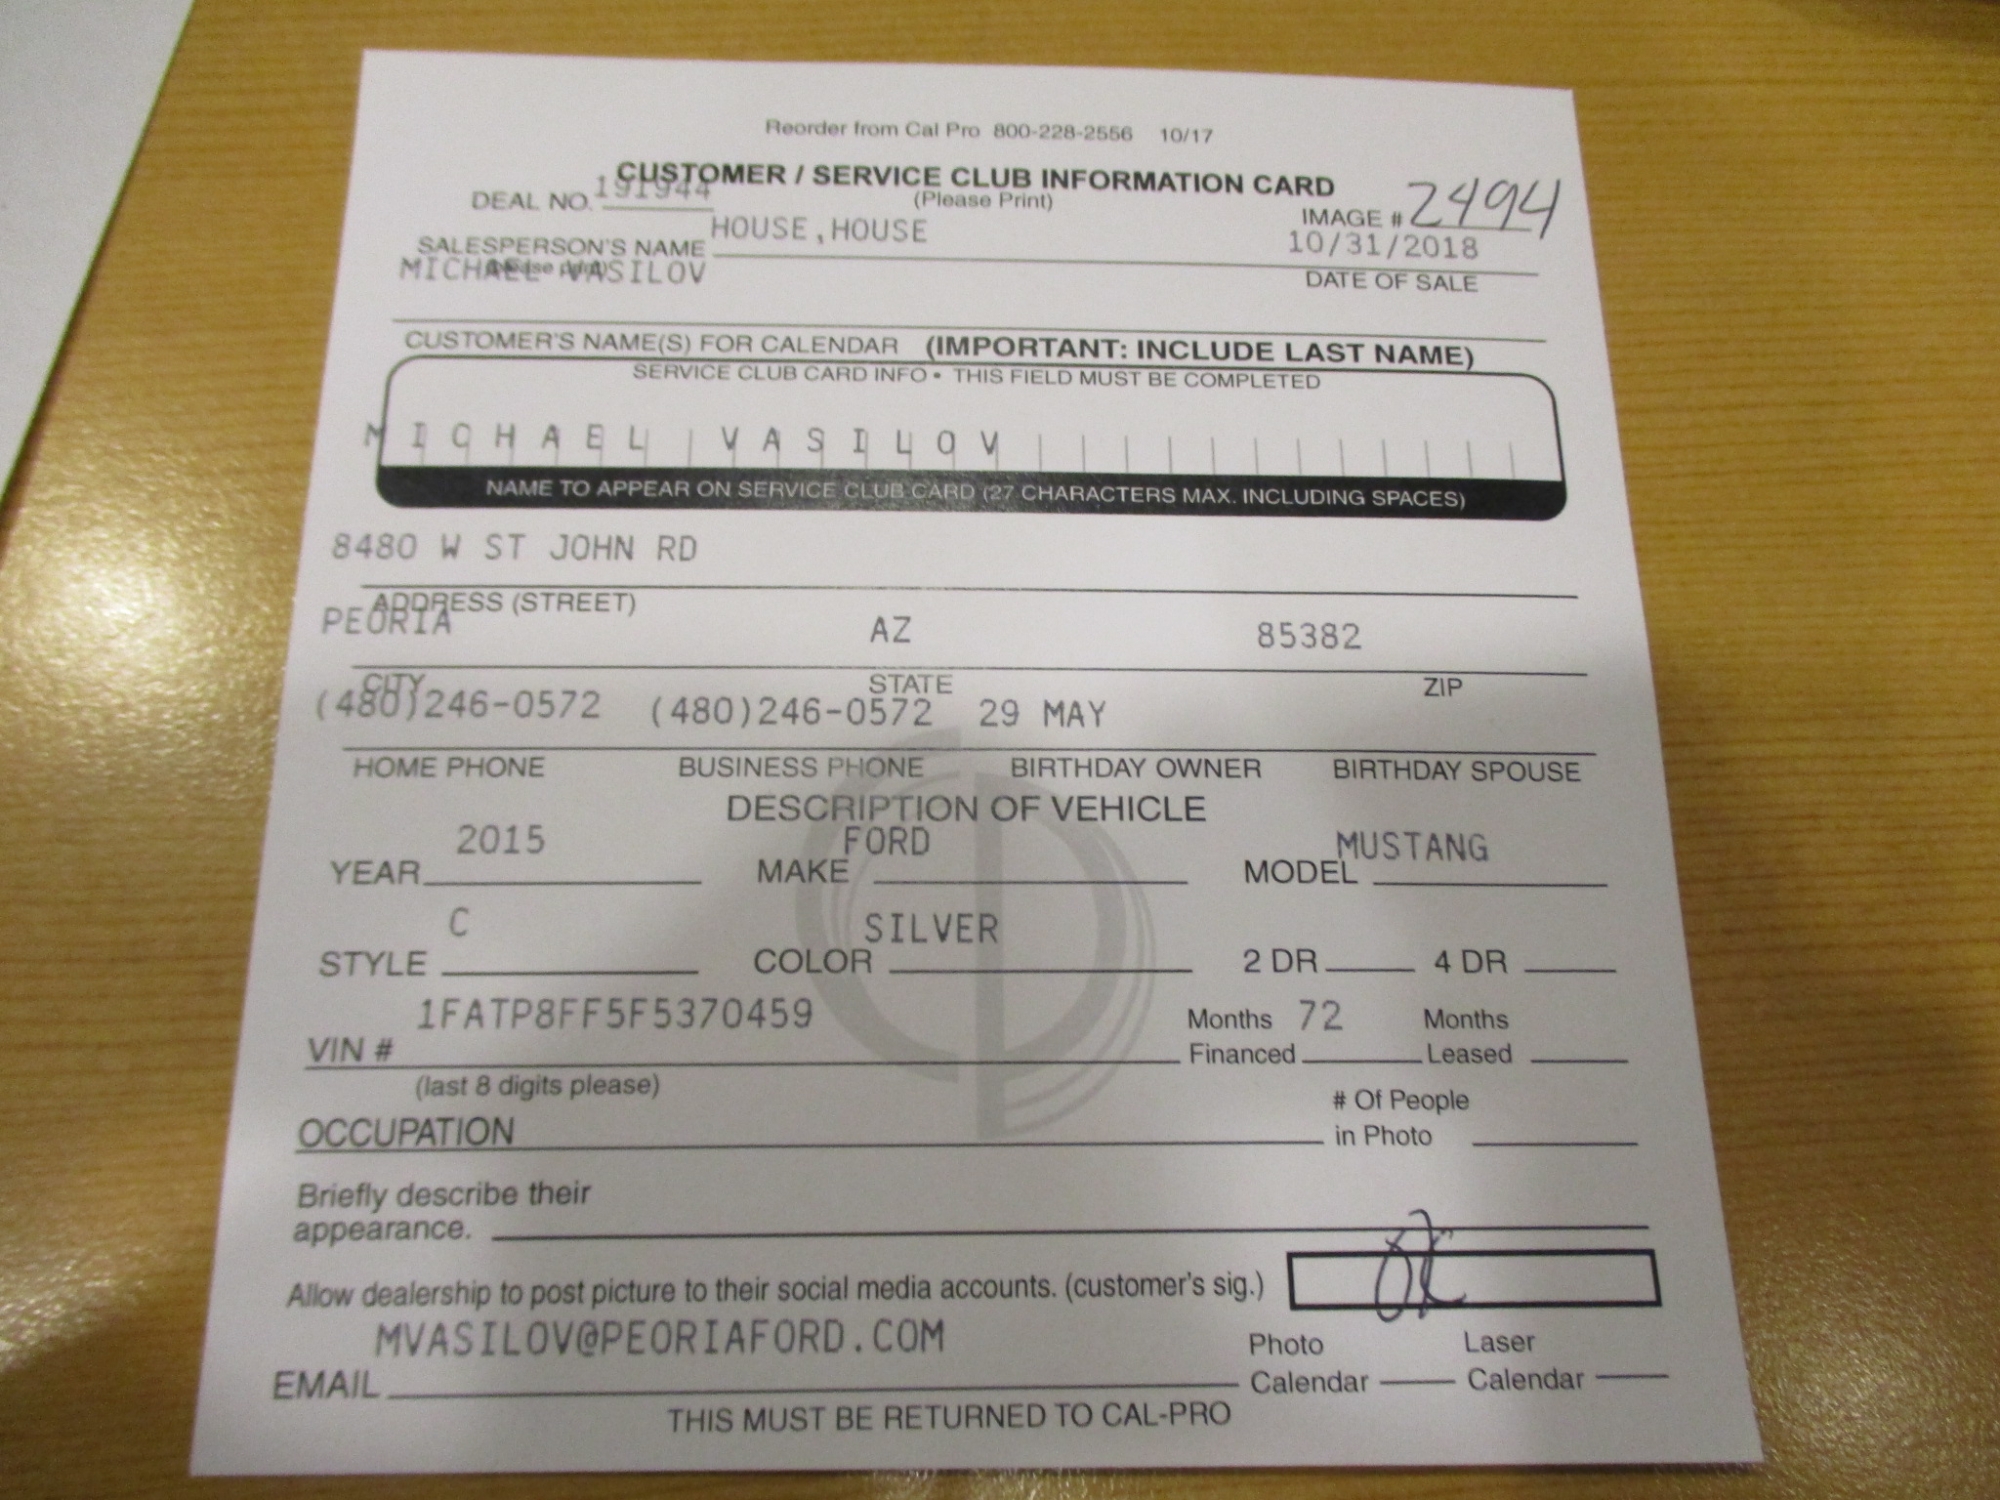 Reorder from Cal Pro 800-228-2556 10/17
CUSTOMER / SERVICE CLUB INFORMATION CARD
DEAL NO. 191944 (Please Print) IMAGE # 2494
SALESPERSON'S NAME HOUSE,HOUSE 10/31/2018
(please print) DATE OF SALE
MICHAEL VASILOV
CUSTOMER'S NAME(S) FOR CALENDAR (IMPORTANT: INCLUDE LAST NAME)
SERVICE CLUB CARD INFO • THIS FIELD MUST BE COMPLETED
MICHAEL VASILOV
NAME TO APPEAR ON SERVICE CLUB CARD (27 CHARACTERS MAX. INCLUDING SPACES)
8480 W ST JOHN RD
ADDRESS (STREET)
PEORIA AZ 85382
CITY STATE ZIP
(480)246-0572 (480)246-0572 29 MAY
HOME PHONE BUSINESS PHONE BIRTHDAY OWNER BIRTHDAY SPOUSE
DESCRIPTION OF VEHICLE
YEAR 2015 MAKE FORD MODEL MUSTANG
STYLE C COLOR SILVER 2 DR 4 DR
VIN # 1FATP8FF5F5370459 Months Financed 72 Months Leased
(last 8 digits please)
OCCUPATION # Of People in Photo
Briefly describe their
appearance.
Allow dealership to post picture to their social media accounts. (customer's sig.)
EMAIL MVASILOV@PEORIAFORD.COM Photo Calendar Laser Calendar
THIS MUST BE RETURNED TO CAL-PRO